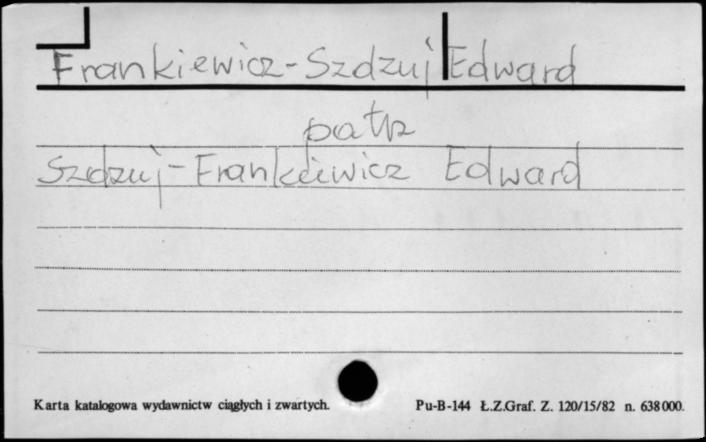 Frankiewicz-Szdzuj Edward
patrz
Szdzuj-Frankiewicz Edward
Karta katalogowa wydawnictw ciągłych i zwartych.
Pu-B-144 Ł.Z.Graf. Z. 120/15/82 n. 638000.